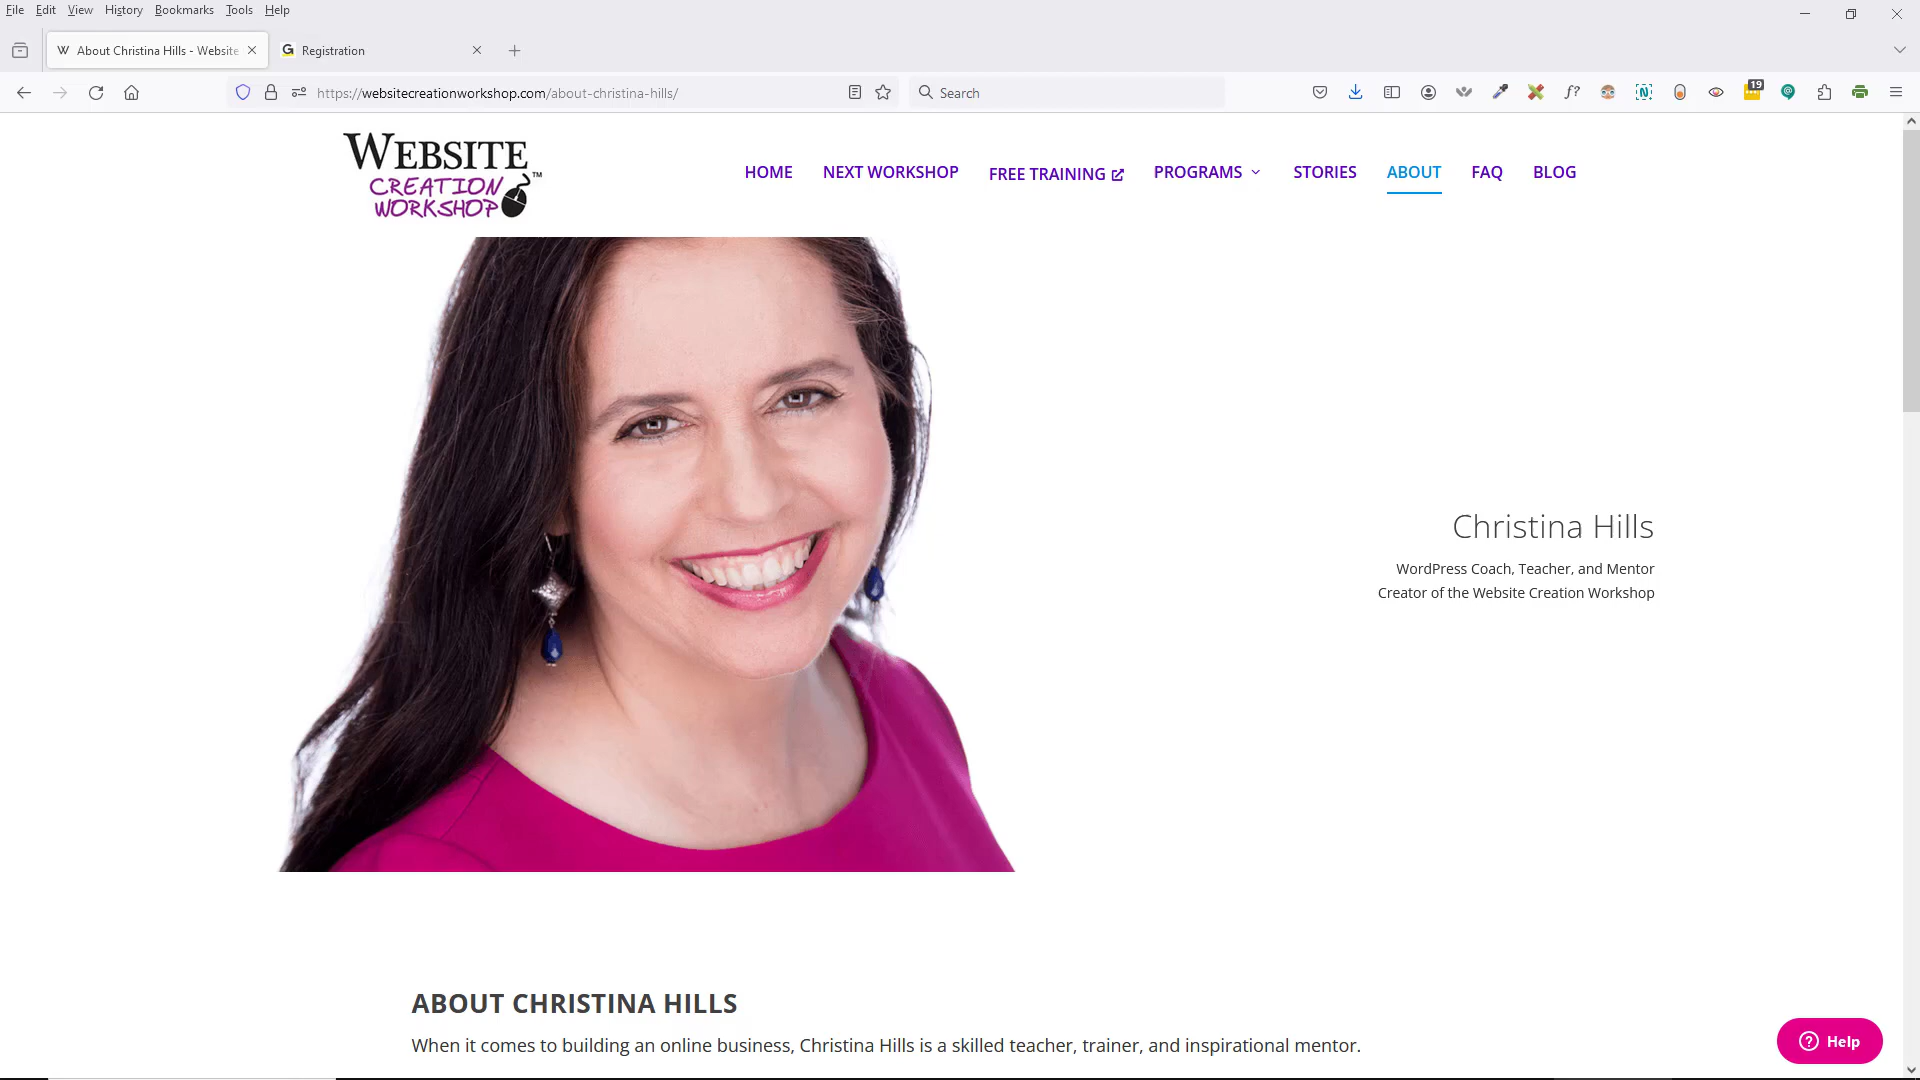 File Edit View History Bookmarks Tools Help
W About Christina Hills - Website
G Registration
https://websitecreationworkshop.com/about-christina-hills/
Search
f?
N
19
WEBSITE
CREATION
WORKSHOP
TM
HOME NEXT WORKSHOP FREE TRAINING PROGRAMS STORIES ABOUT FAQ BLOG
Christina Hills
WordPress Coach, Teacher, and Mentor
Creator of the Website Creation Workshop
ABOUT CHRISTINA HILLS
When it comes to building an online business, Christina Hills is a skilled teacher, trainer, and inspirational mentor.
? Help